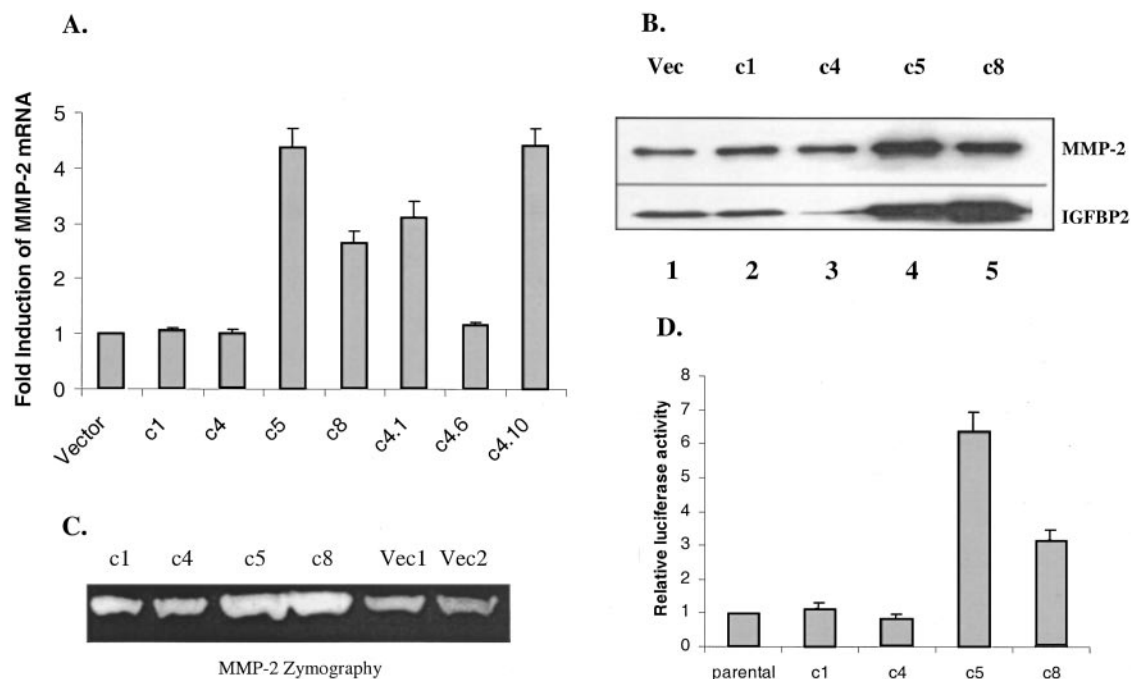 A.
Fold Induction of MMP-2 mRNA
5
4
3
2
1
0
Vector
c1
c4
c5
c8
c4.1
c4.6
c4.10
B.
Vec c1 c4 c5 c8
MMP-2
IGFBP2
1 2 3 4 5
C.
c1 c4 c5 c8 Vec1 Vec2
MMP-2 Zymography
D.
Relative luciferase activity
8
7
6
5
4
3
2
1
0
parental c1 c4 c5 c8